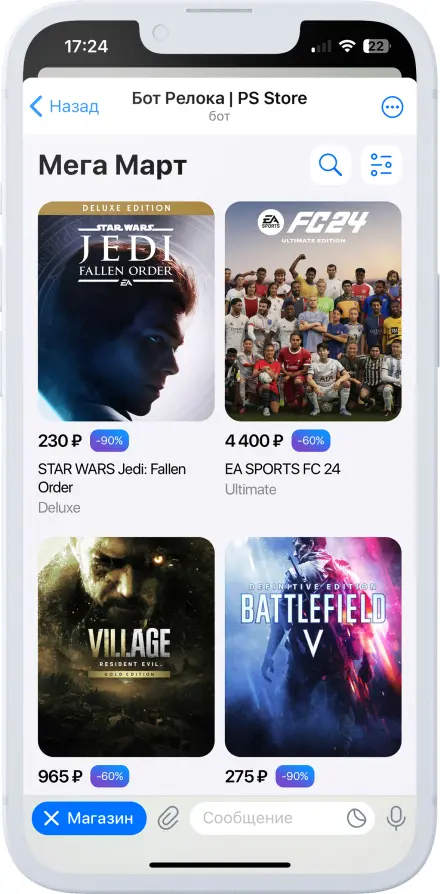 17:24
22
Назад
Бот Релока | PS Store
бот
Мега Март
DELUXE EDITION
STAR WARS
JEDI
FALLEN ORDER
EA
EA
SPORTS
FC24
ULTIMATE EDITION
230 ₽
-90%
4 400 ₽
-60%
STAR WARS Jedi: Fallen
Order
Deluxe
EA SPORTS FC 24
Ultimate
VILLAGE
RESIDENT EVIL
GOLD EDITION
DEFINITIVE EDITION
BATTLEFIELD
V
965 ₽
-60%
275 ₽
-90%
Магазин
Сообщение